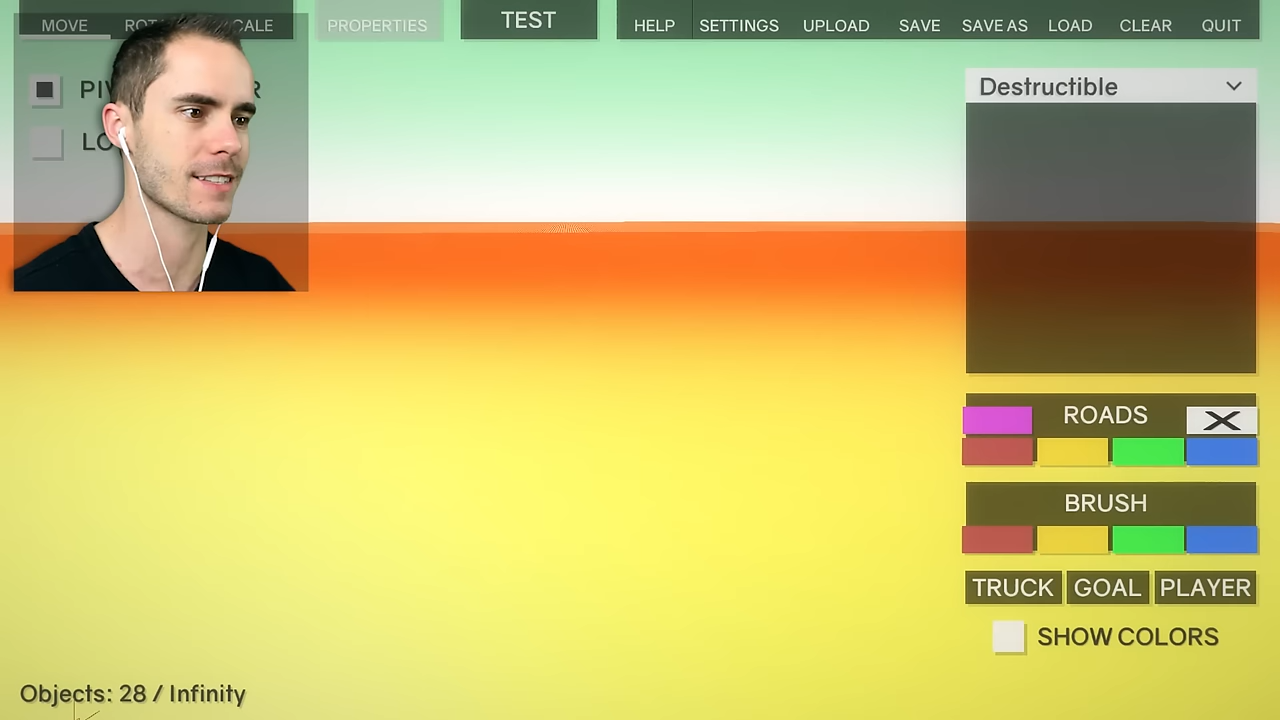 MOVE
PROPERTIES
TEST
HELP
SETTINGS
UPLOAD
SAVE
SAVE AS
LOAD
CLEAR
QUIT
Destructible
ROADS
BRUSH
TRUCK
GOAL
PLAYER
SHOW COLORS
Objects: 28 / Infinity